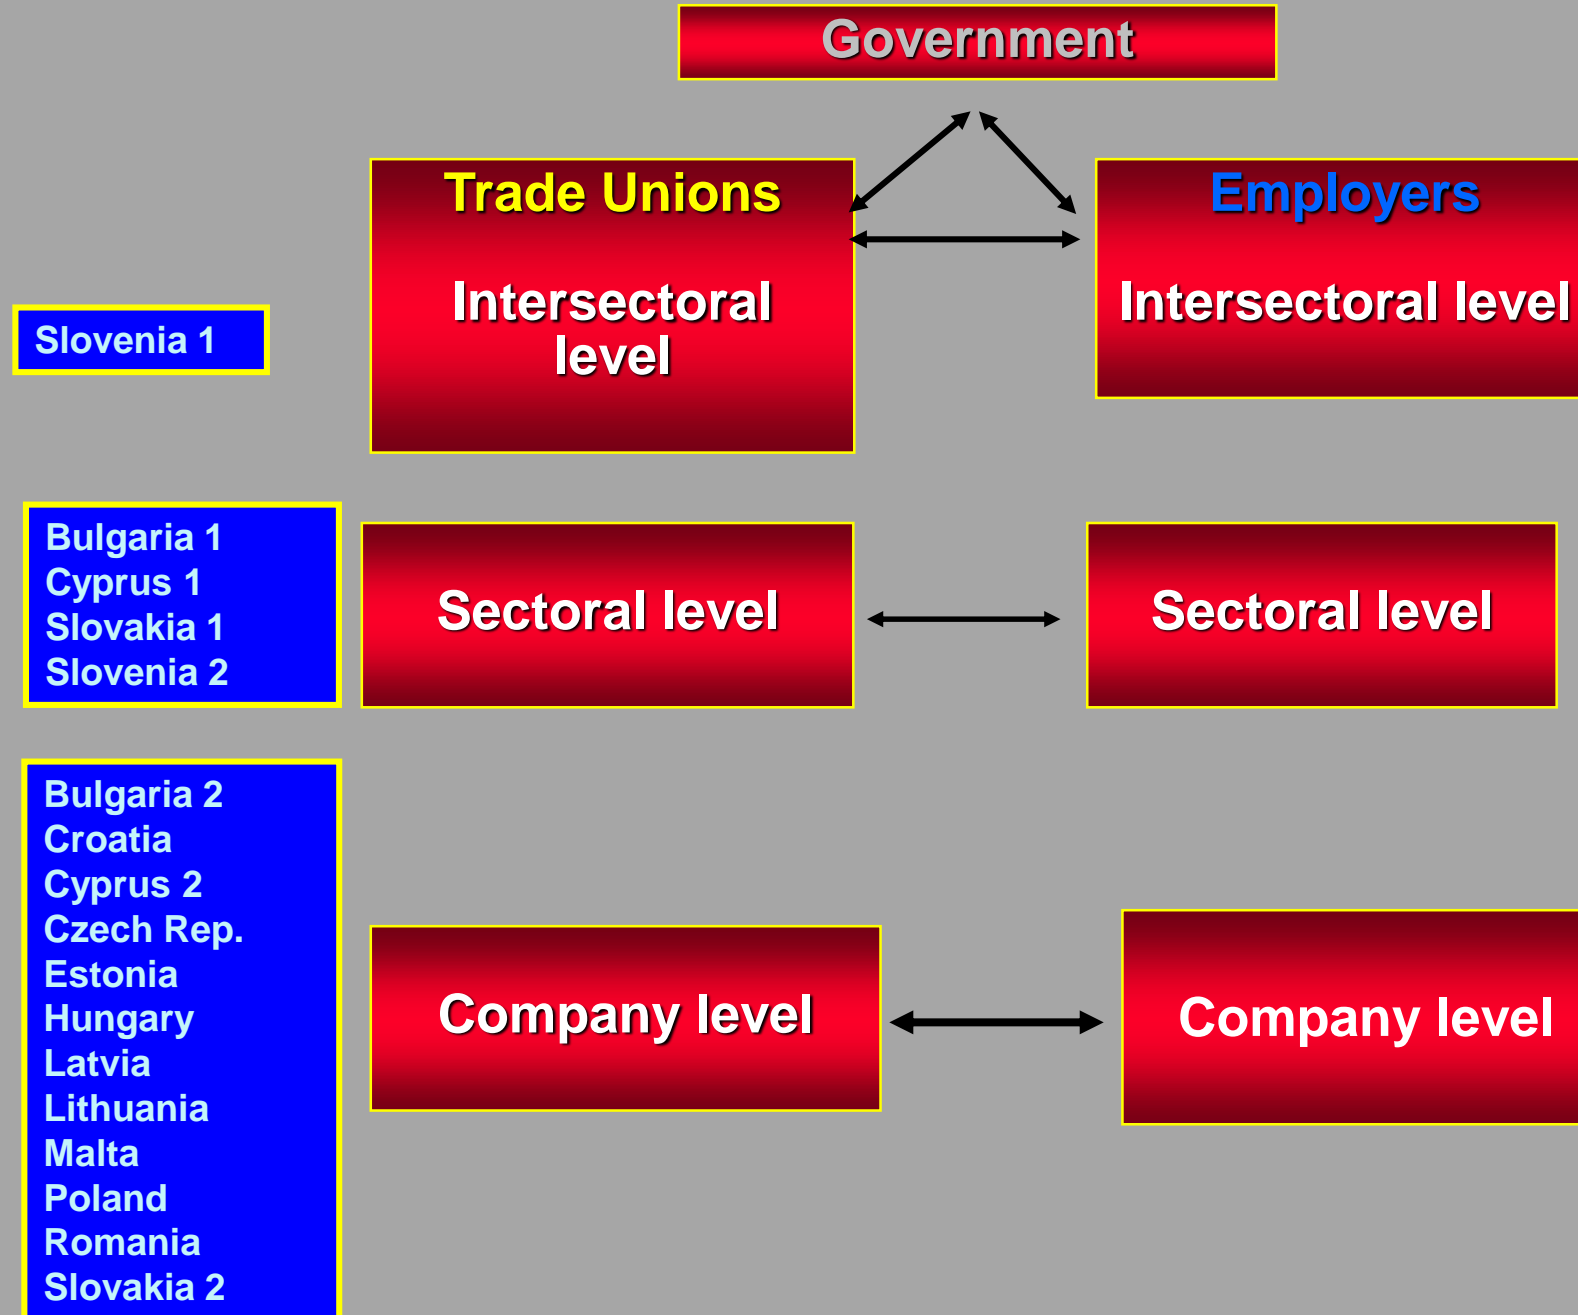 Government
Trade Unions
Intersectoral
level
Employers
Intersectoral level
Slovenia 1
Bulgaria 1
Cyprus 1
Slovakia 1
Slovenia 2
Sectoral level
Sectoral level
Bulgaria 2
Croatia
Cyprus 2
Czech Rep.
Estonia
Hungary
Latvia
Lithuania
Malta
Poland
Romania
Slovakia 2
Company level
Company level